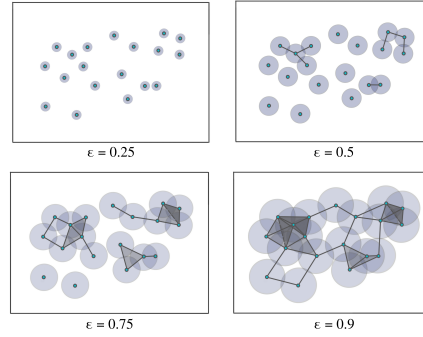 ε = 0.25
ε = 0.5
ε = 0.75
ε = 0.9